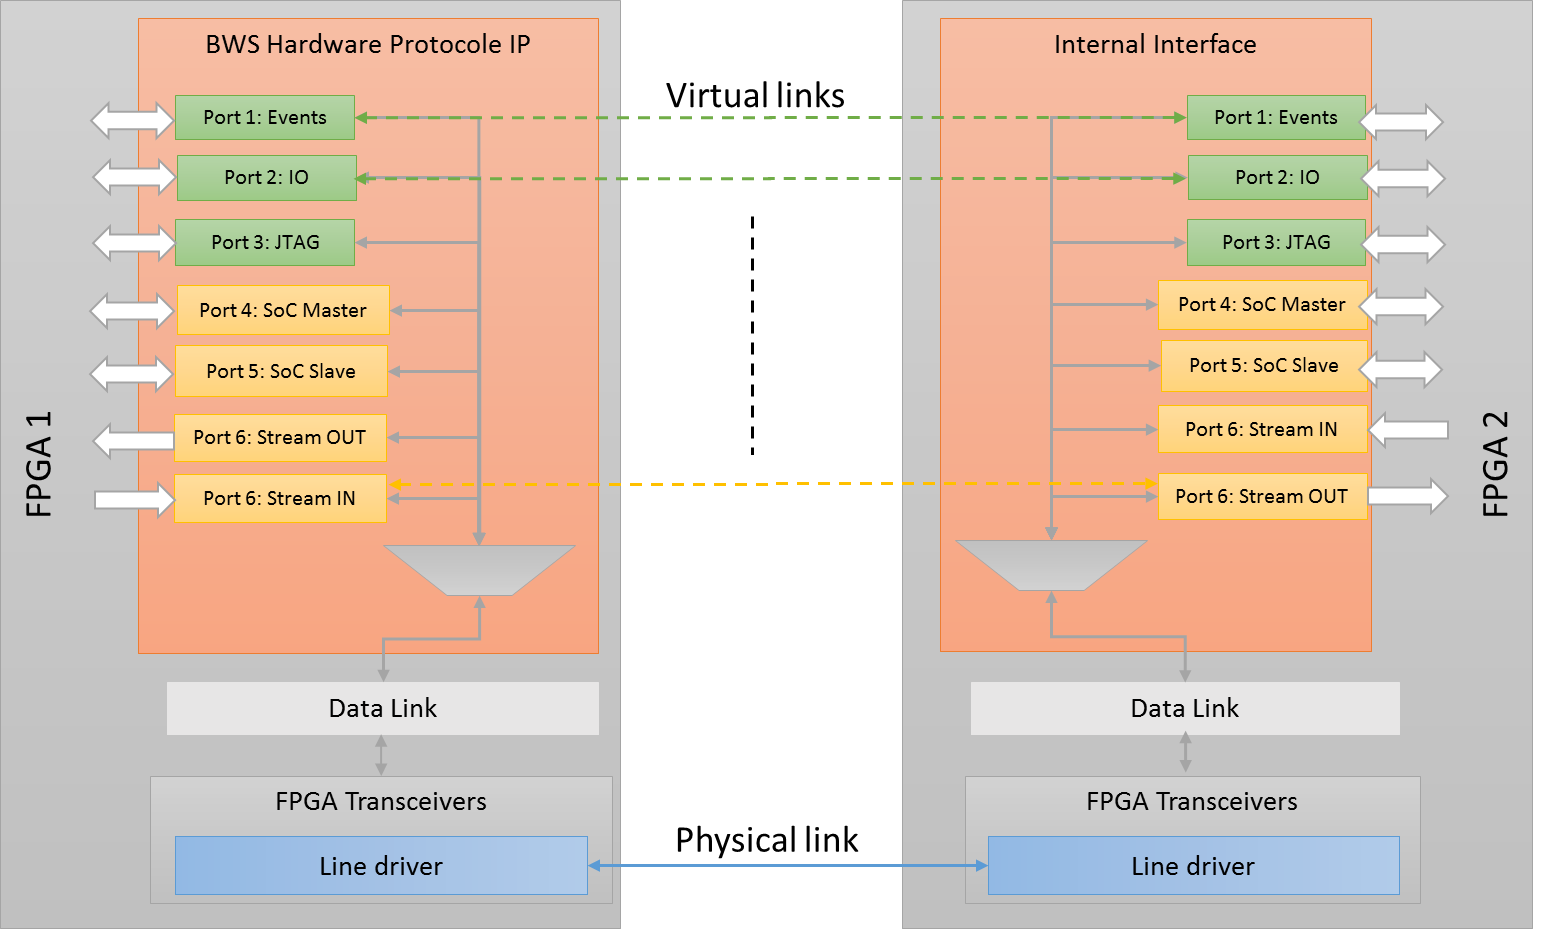 BWS Hardware Protocole IP
Port 1: Events
Port 2: IO
Port 3: JTAG
Port 4: SoC Master
Port 5: SoC Slave
Port 6: Stream OUT
Port 6: Stream IN
FPGA 1
Data Link
FPGA Transceivers
Line driver
Virtual links
Physical link
Internal Interface
Port 1: Events
Port 2: IO
Port 3: JTAG
Port 4: SoC Master
Port 5: SoC Slave
Port 6: Stream IN
Port 6: Stream OUT
FPGA 2
Data Link
FPGA Transceivers
Line driver